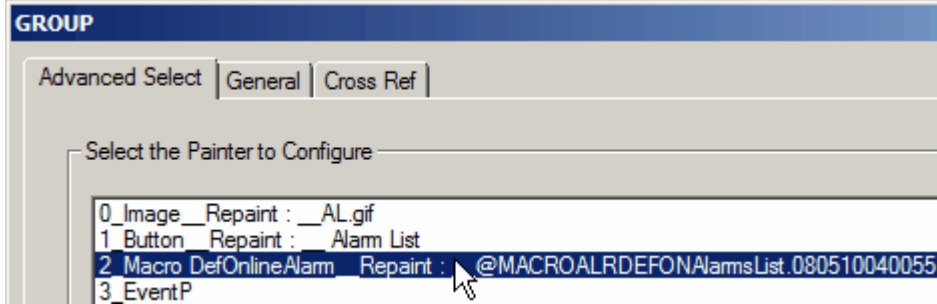 GROUP
Advanced Select General Cross Ref
Select the Painter to Configure
0_Image__Repaint : __AL.gif
1_Button__Repaint : __ Alarm List
2_Macro DefOnlineAlarm__Repaint : __@MACROALRDEFONAlarmsList.080510040055
3_EventP